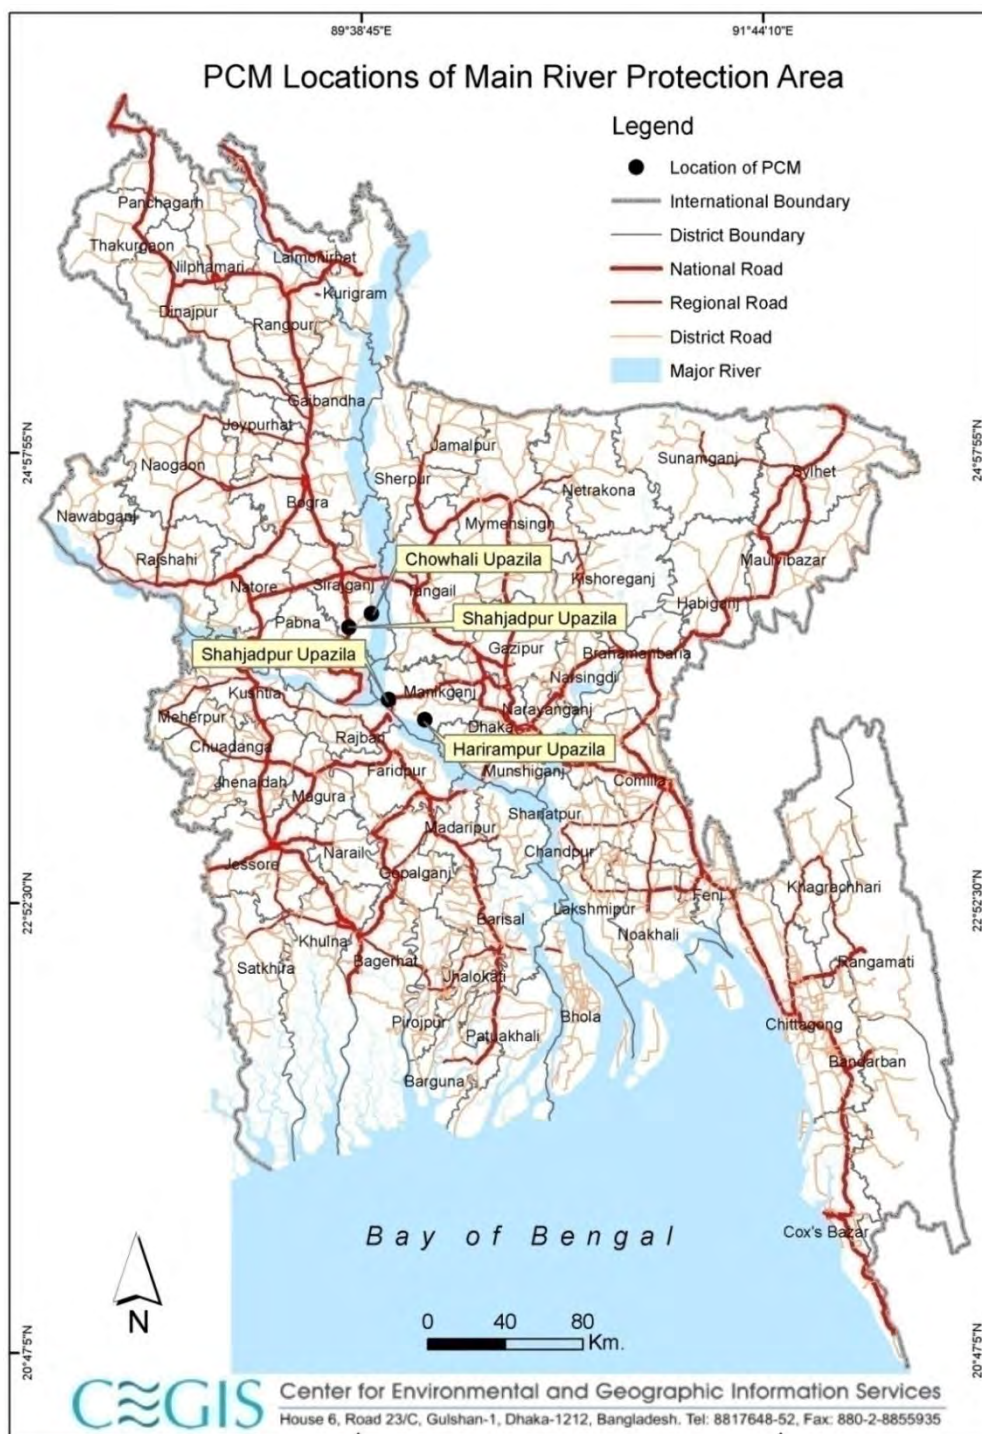 89°38'45"E
91°44'10"E
PCM Locations of Main River Protection Area
Legend
Location of PCM
International Boundary
District Boundary
National Road
Regional Road
District Road
Major River
Panchagarh
Thakurgaon
Nilphamari
Lalmonirhat
Kurigram
Dinajpur
Rangpur
Gaibandha
Joypurhat
Jamalpur
24°57'55"N
24°57'55"N
Naogaon
Sherpur
Sunamganj
Sylhet
Netrakona
Bogra
Nawabganj
Mymensingh
Rajshahi
Chowhali Upazila
Maulvibazar
Natore
Sirajganj
Tangail
Kishoreganj
Habiganj
Pabna
Shahjadpur Upazila
Shahjadpur Upazila
Gazipur
Brahamanbaria
Narsingdi
Kushtia
Manikganj
Meherpur
Narayanganj
Dhaka
Rajbari
Chuadanga
Harirampur Upazila
Faridpur
Munshiganj
Jhenaidah
Comilla
Magura
Shariatpur
Madaripur
Narail
Chandpur
Jessore
Gopalganj
Khagrachhari
Feni
22°52'30"N
22°52'30"N
Lakshmipur
Barisal
Noakhali
Khulna
Bagerhat
Rangamati
Satkhira
Jhalokati
Bhola
Pirojpur
Chittagong
Patuakhali
Bandarban
Barguna
Bay of Bengal
Cox's Bazar
N
0 40 80
Km.
20°47'5"N
20°47'5"N
CEGIS
Center for Environmental and Geographic Information Services
House 6, Road 23/C, Gulshan-1, Dhaka-1212, Bangladesh. Tel: 8817648-52, Fax: 880-2-8855935